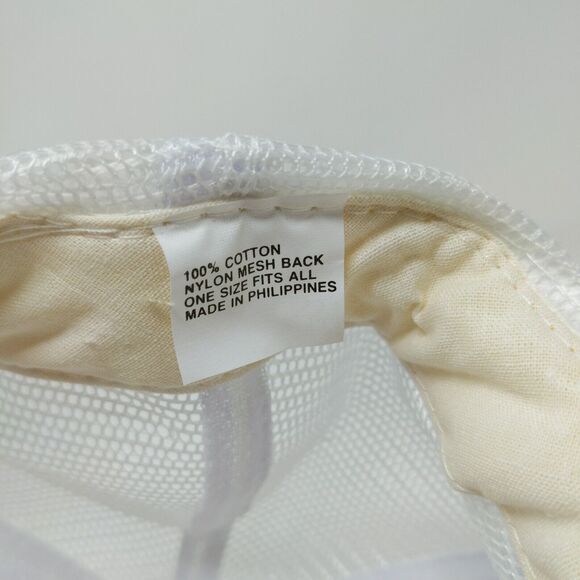 100% COTTON
NYLON MESH BACK
ONE SIZE FITS ALL
MADE IN PHILIPPINES